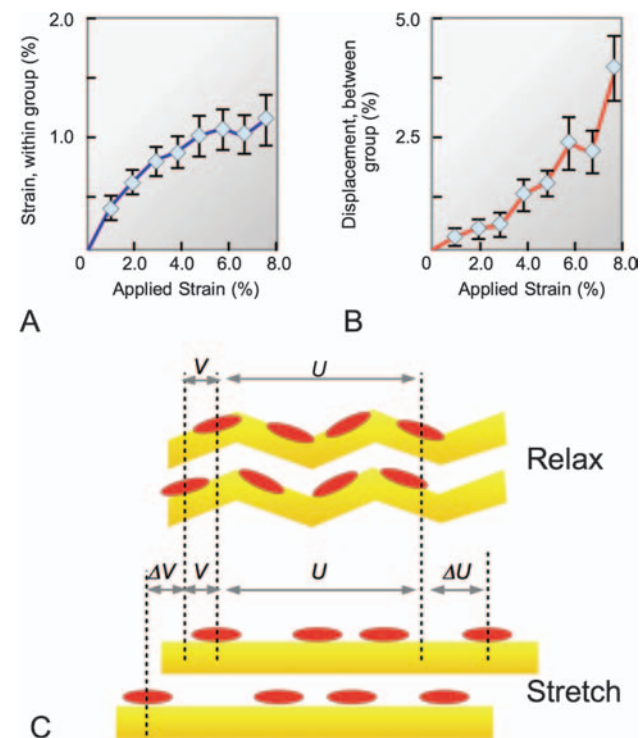 2.0
1.0
Strain, within group (%)
0
2.0
4.0
6.0
8.0
Applied Strain (%)
A
5.0
2.5
Displacement, between
group (%)
0
2.0
4.0
6.0
8.0
Applied Strain (%)
B
V
U
Relax
ΔV
V
U
ΔU
Stretch
C